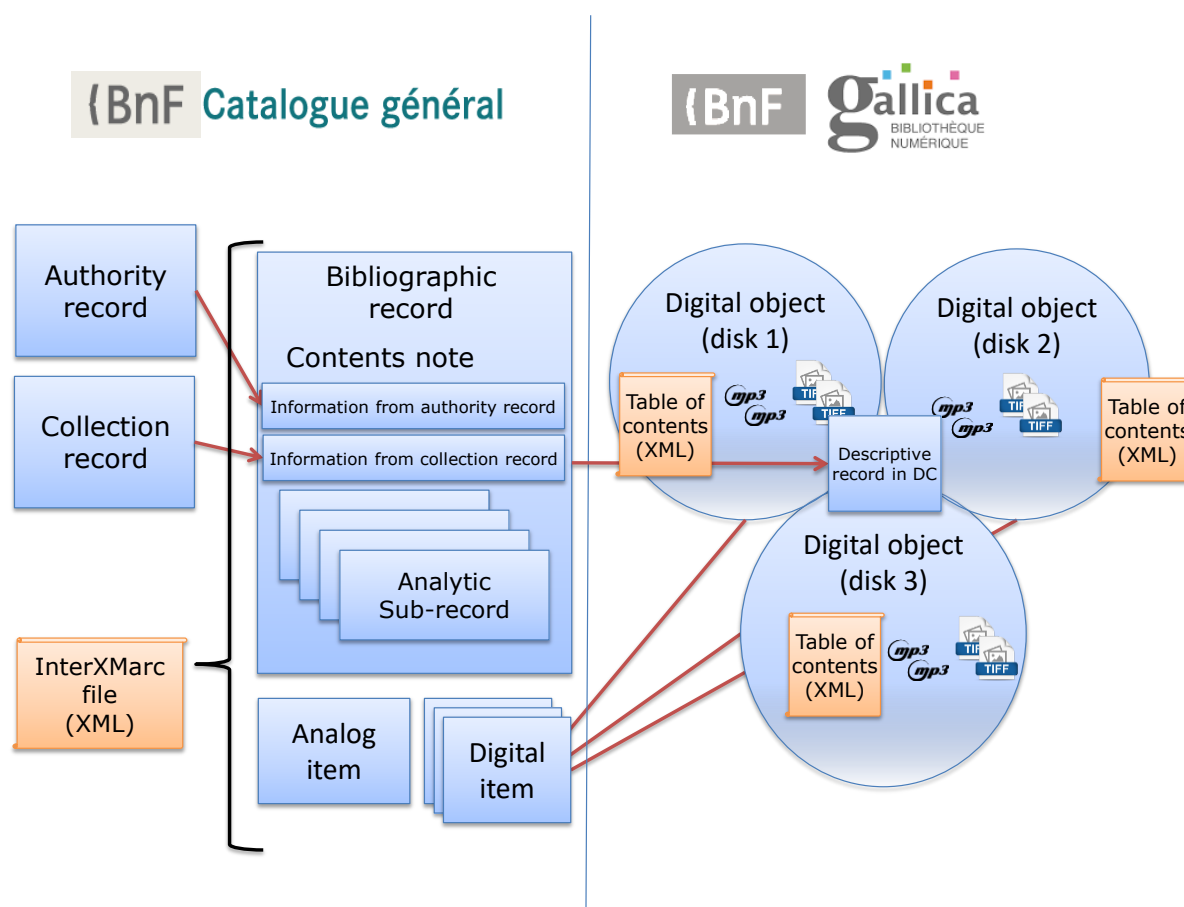 {BnF Catalogue général
{BnF gallica
BIBLIOTHÈQUE
NUMÉRIQUE
Authority
record
Collection
record
InterXMarc
file
(XML)
Bibliographic
record
Contents note
Information from authority record
Information from collection record
Analytic
Sub-record
Analog
item
Digital
item
Digital object
(disk 1)
Table of
contents
(XML)
mp3
mp3
TIFF
TIFF
Descriptive
record in DC
Digital object
(disk 2)
mp3
mp3
TIFF
TIFF
Table of
contents
(XML)
Digital object
(disk 3)
Table of
contents
(XML)
mp3
mp3
TIFF
TIFF